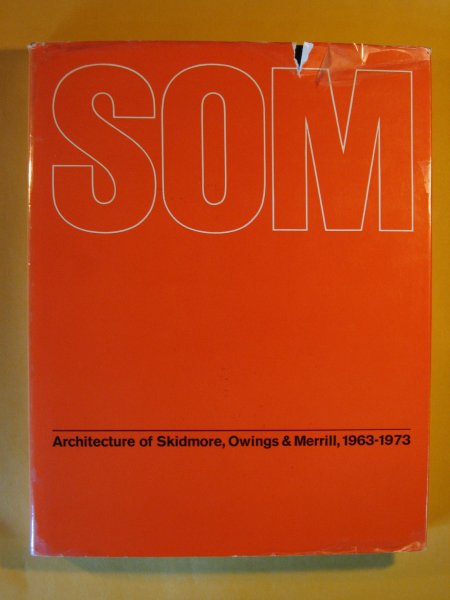 SOM
Architecture of Skidmore, Owings & Merrill, 1963-1973